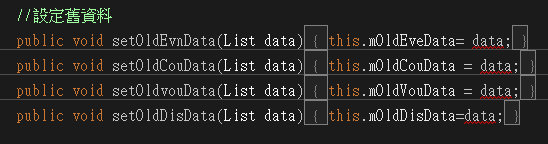 //設定舊資料
public void setOldEvnData(List data) { this.mOldEveData= data; }
public void setOldCouData(List data) { this.mOldCouData = data; }
public void setOldvouData(List data) { this.mOldVouData = data; }
public void setOldDisData(List data) { this.mOldDisData=data; }